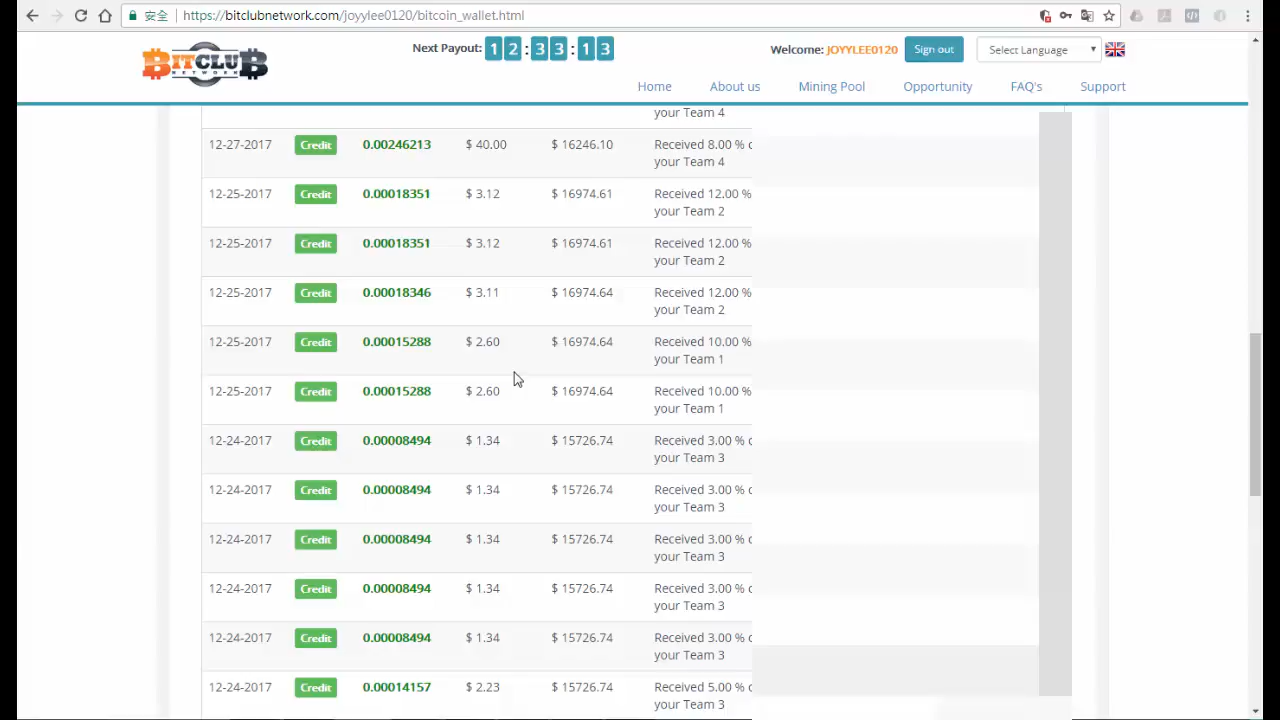 安全 https://bitclubnetwork.com/joyylee0120/bitcoin_wallet.html
BITCLUB
NETWORK
Next Payout: 12:33:13
Welcome: JOYYLEE0120 Sign out Select Language
Home About us Mining Pool Opportunity FAQ's Support
your Team 4
12-27-2017 Credit 0.00246213 $ 40.00 $ 16246.10 Received 8.00 %
your Team 4
12-25-2017 Credit 0.00018351 $ 3.12 $ 16974.61 Received 12.00 %
your Team 2
12-25-2017 Credit 0.00018351 $ 3.12 $ 16974.61 Received 12.00 %
your Team 2
12-25-2017 Credit 0.00018346 $ 3.11 $ 16974.64 Received 12.00 %
your Team 2
12-25-2017 Credit 0.00015288 $ 2.60 $ 16974.64 Received 10.00 %
your Team 1
12-25-2017 Credit 0.00015288 $ 2.60 $ 16974.64 Received 10.00 %
your Team 1
12-24-2017 Credit 0.00008494 $ 1.34 $ 15726.74 Received 3.00 %
your Team 3
12-24-2017 Credit 0.00008494 $ 1.34 $ 15726.74 Received 3.00 %
your Team 3
12-24-2017 Credit 0.00008494 $ 1.34 $ 15726.74 Received 3.00 %
your Team 3
12-24-2017 Credit 0.00008494 $ 1.34 $ 15726.74 Received 3.00 %
your Team 3
12-24-2017 Credit 0.00008494 $ 1.34 $ 15726.74 Received 3.00 %
your Team 3
12-24-2017 Credit 0.00014157 $ 2.23 $ 15726.74 Received 5.00 %
your Team 3